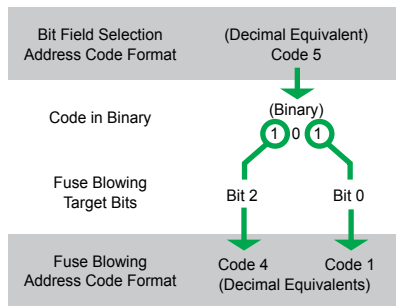 Bit Field Selection
Address Code Format
(Decimal Equivalent)
Code 5
Code in Binary
(Binary)
1 0 1
Fuse Blowing
Target Bits
Bit 2
Bit 0
Fuse Blowing
Address Code Format
Code 4
Code 1
(Decimal Equivalents)